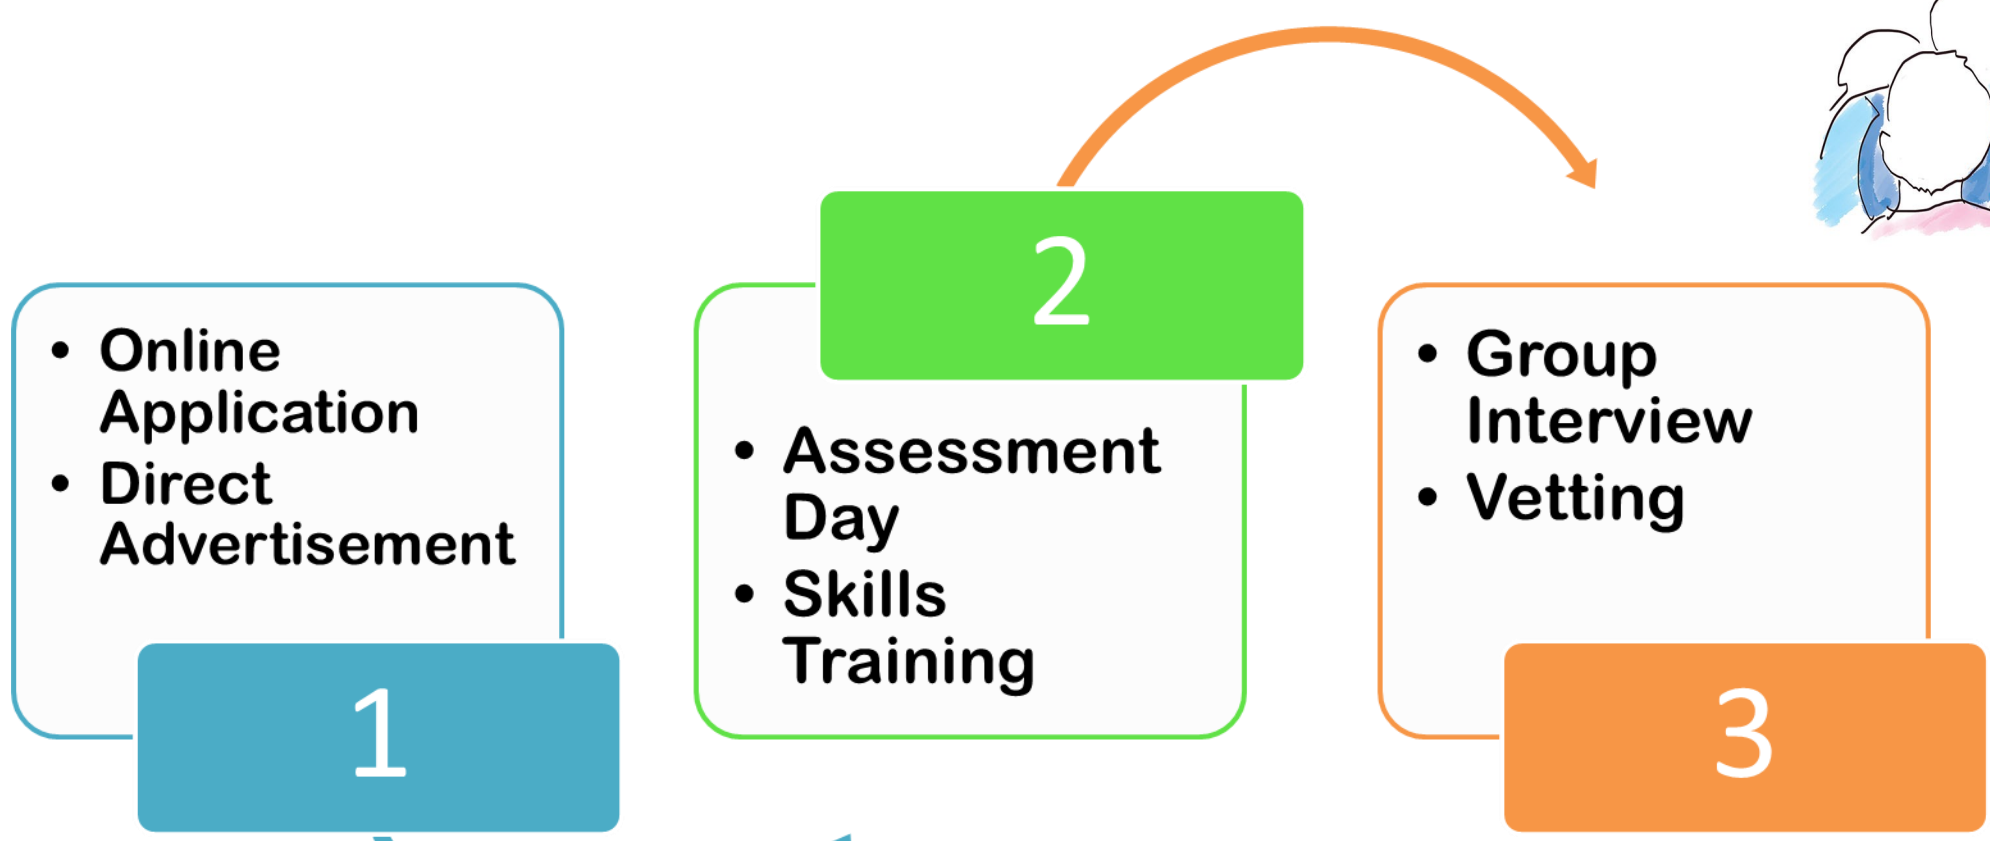 • Online
Application
• Direct
Advertisement
1
2
• Assessment
Day
• Skills
Training
• Group
Interview
• Vetting
3